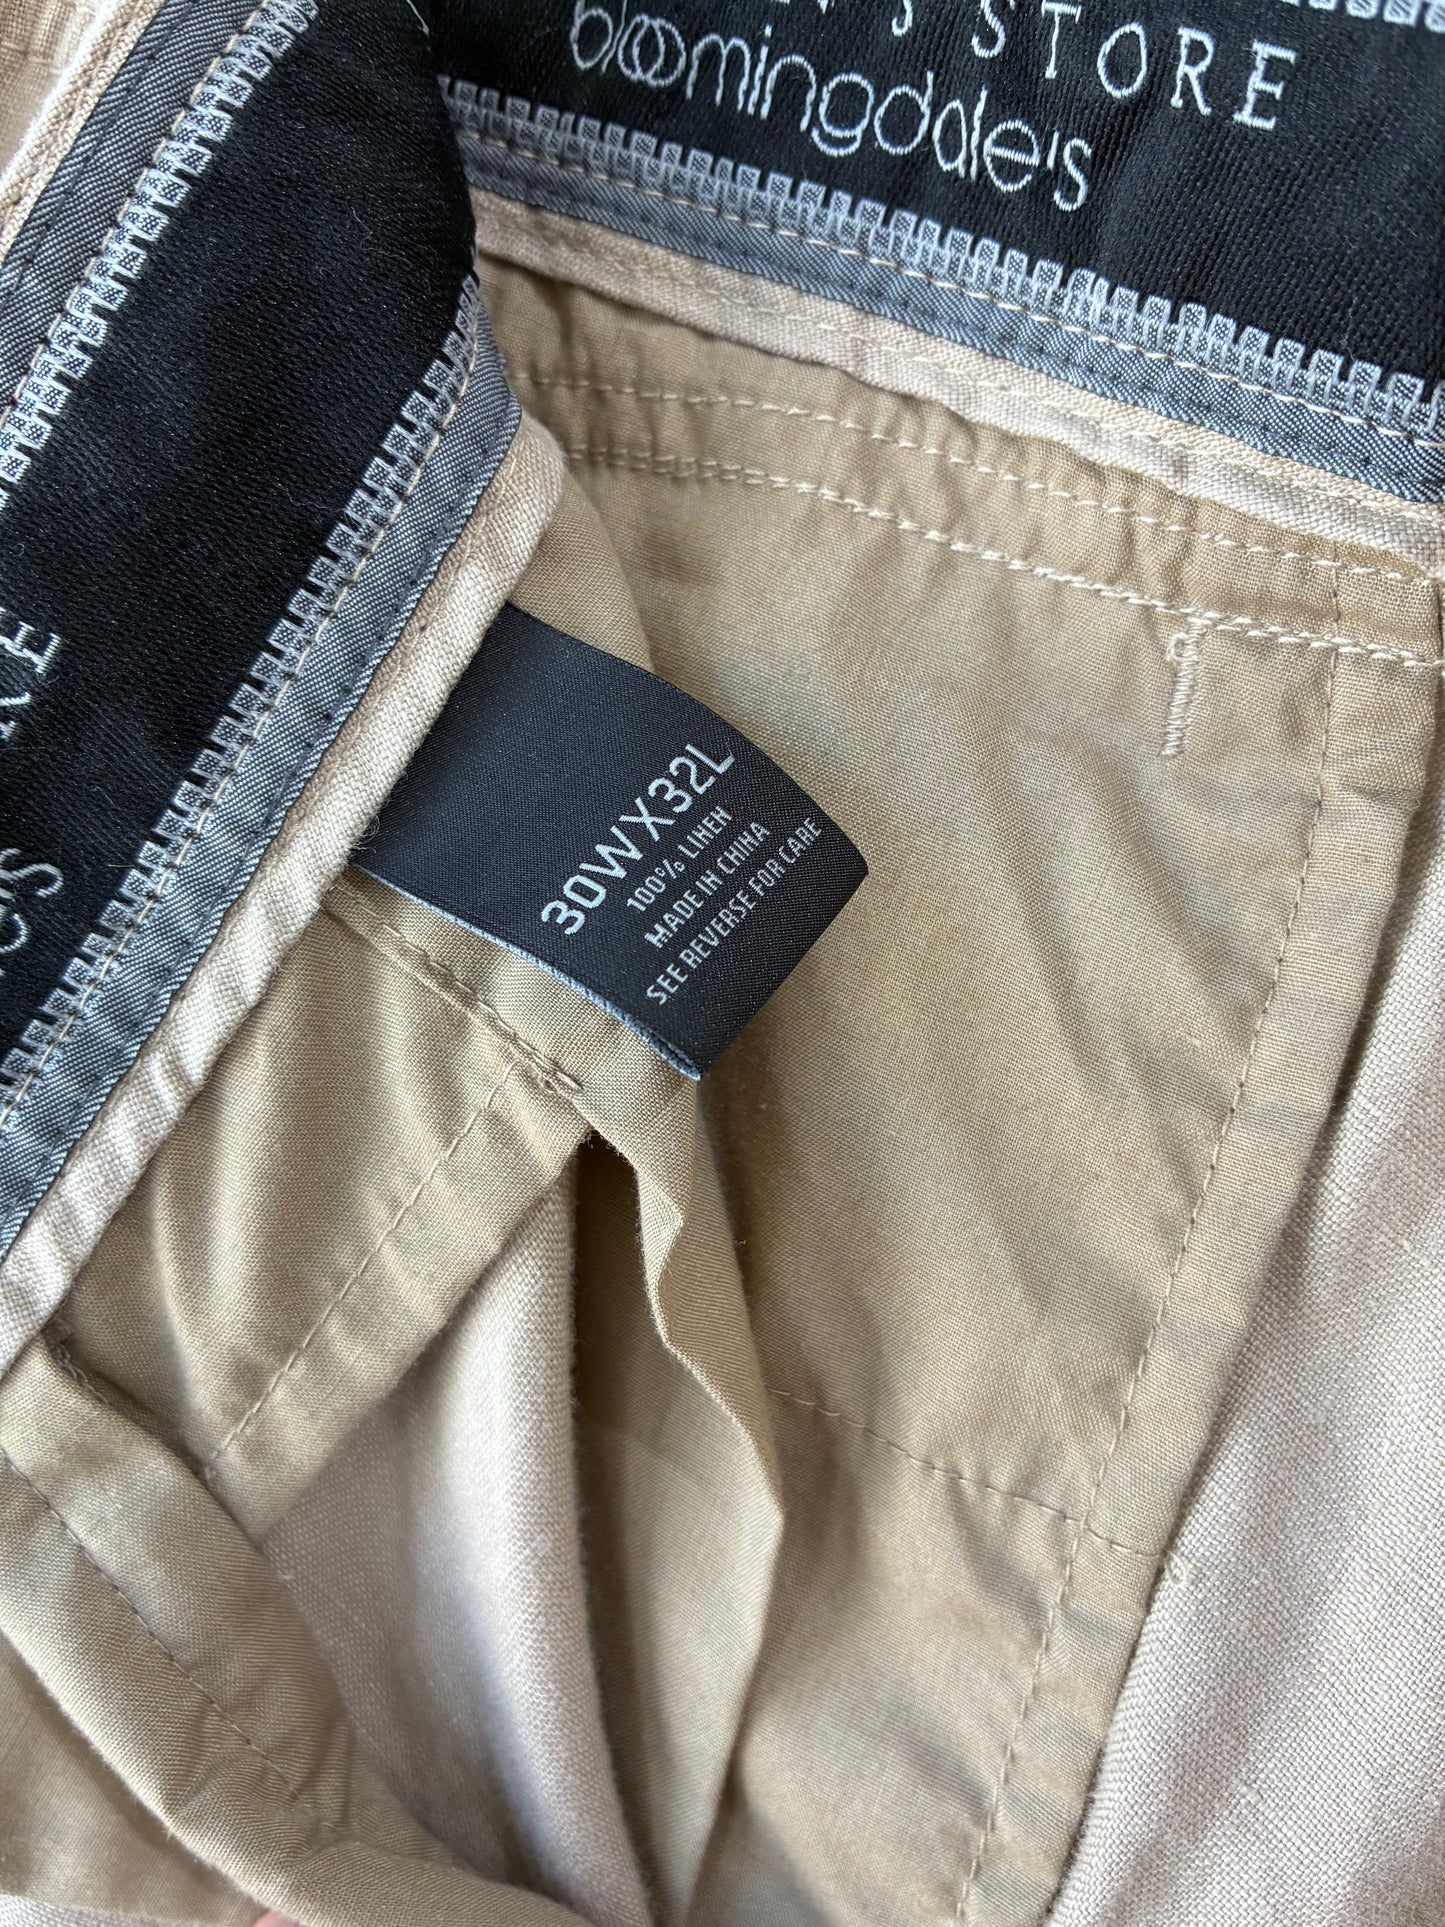 STORE
bloomingdale's
30WX32L
100% LINEN
MADE IN CHINA
SEE REVERSE FOR CARE